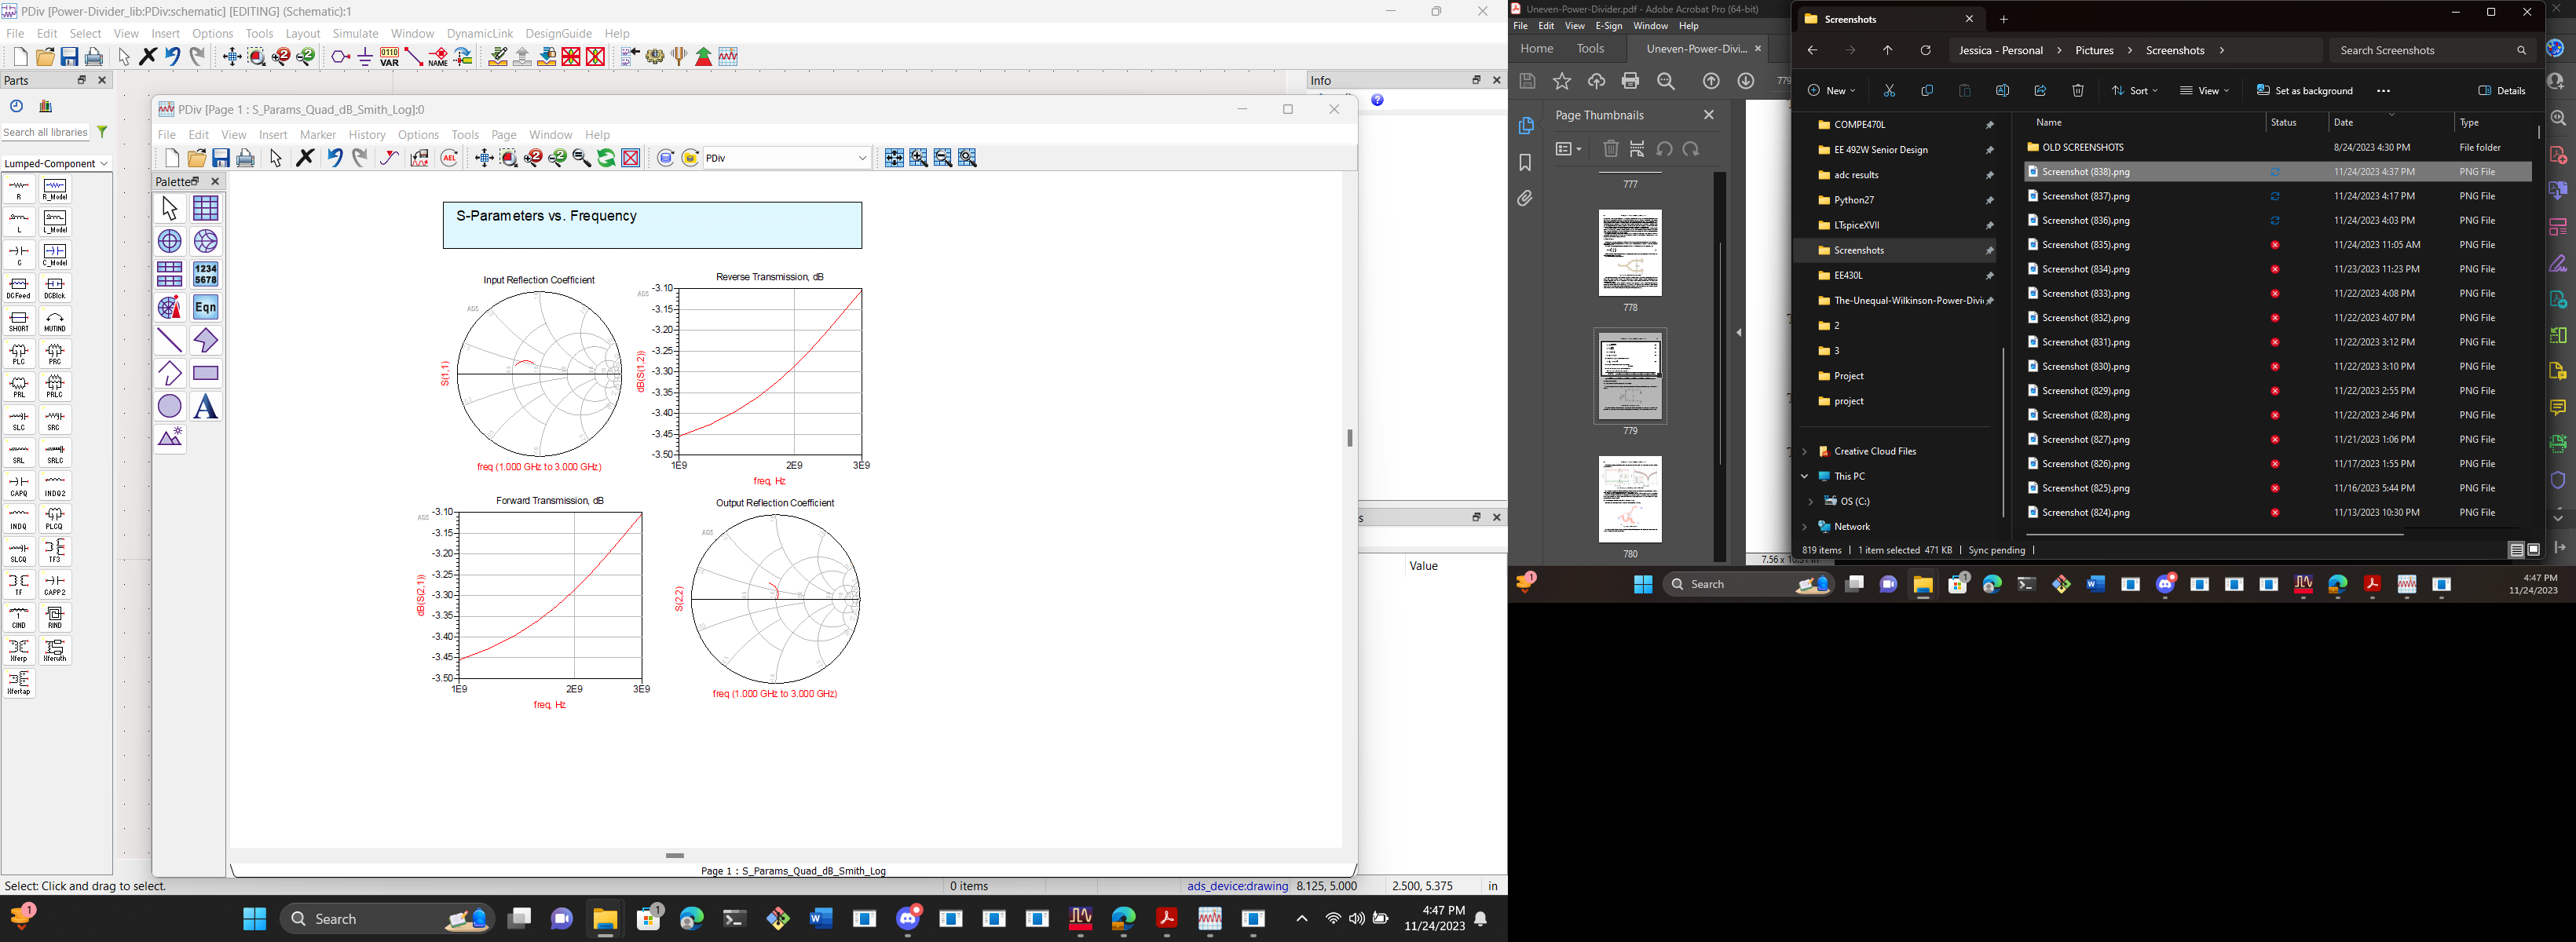 PDiv [Power-Divider_lib:PDiv:schematic] [EDITING] (Schematic):1
File Edit Select View Insert Options Tools Layout Simulate Window DynamicLink DesignGuide Help
VAR NAME
Parts
Search all libraries
Lumped-Component
R R_Model
L L_Model
C C_Model
DCFeed DCBlck
SHORT MUTIND
PLC PRC
PRL PRLC
SLC SRC
SRL SRLC
CAPQ INDQ2
INDQ PLCQ
SLCQ TF3
TF CAPP2
CIND RIND
Xferp Xferruth
Xfertap
Select: Click and drag to select.
Info
Value
0 items
ads_device:drawing 8.125, 5.000 2.500, 5.375 in
PDiv [Page 1 : S_Params_Quad_dB_Smith_Log]:0
File Edit View Insert Marker History Options Tools Page Window Help
AEL
PDiv
Palette
1234
5678
Eqn
A
S-Parameters vs. Frequency
Input Reflection Coefficient
ADS
S(1,1)
freq (1.000 GHz to 3.000 GHz)
Reverse Transmission, dB
ADS
dB(S(1,2))
-3.10
-3.15
-3.20
-3.25
-3.30
-3.35
-3.40
-3.45
-3.50
1E9 2E9 3E9
freq, Hz
Forward Transmission, dB
ADS
dB(S(2,1))
-3.10
-3.15
-3.20
-3.25
-3.30
-3.35
-3.40
-3.45
-3.50
1E9 2E9 3E9
freq, Hz
Output Reflection Coefficient
ADS
S(2,2)
freq (1.000 GHz to 3.000 GHz)
Page 1 : S_Params_Quad_dB_Smith_Log
Search
4:47 PM
11/24/2023
Uneven-Power-Divider.pdf - Adobe Acrobat Pro (64-bit)
File Edit View E-Sign Window Help
Home Tools Uneven-Power-Divi...
779
Page Thumbnails
777
778
779
780
Screenshots
Jessica - Personal > Pictures > Screenshots >
Search Screenshots
New Sort View Set as background ... Details
COMPE470L
EE 492W Senior Design
adc results
Python27
LTspiceXVII
Screenshots
EE430L
The-Unequal-Wilkinson-Power-Divi
2
3
Project
project
Creative Cloud Files
This PC
OS (C:)
Network
Name Status Date Type
OLD SCREENSHOTS 8/24/2023 4:30 PM File folder
Screenshot (838).png 11/24/2023 4:37 PM PNG File
Screenshot (837).png 11/24/2023 4:17 PM PNG File
Screenshot (836).png 11/24/2023 4:03 PM PNG File
Screenshot (835).png 11/24/2023 11:05 AM PNG File
Screenshot (834).png 11/23/2023 11:23 PM PNG File
Screenshot (833).png 11/22/2023 4:08 PM PNG File
Screenshot (832).png 11/22/2023 4:07 PM PNG File
Screenshot (831).png 11/22/2023 3:12 PM PNG File
Screenshot (830).png 11/22/2023 3:10 PM PNG File
Screenshot (829).png 11/22/2023 2:55 PM PNG File
Screenshot (828).png 11/22/2023 2:46 PM PNG File
Screenshot (827).png 11/21/2023 1:06 PM PNG File
Screenshot (826).png 11/17/2023 1:55 PM PNG File
Screenshot (825).png 11/16/2023 5:44 PM PNG File
Screenshot (824).png 11/13/2023 10:30 PM PNG File
819 items 1 item selected 471 KB Sync pending
Search
4:47 PM
11/24/2023